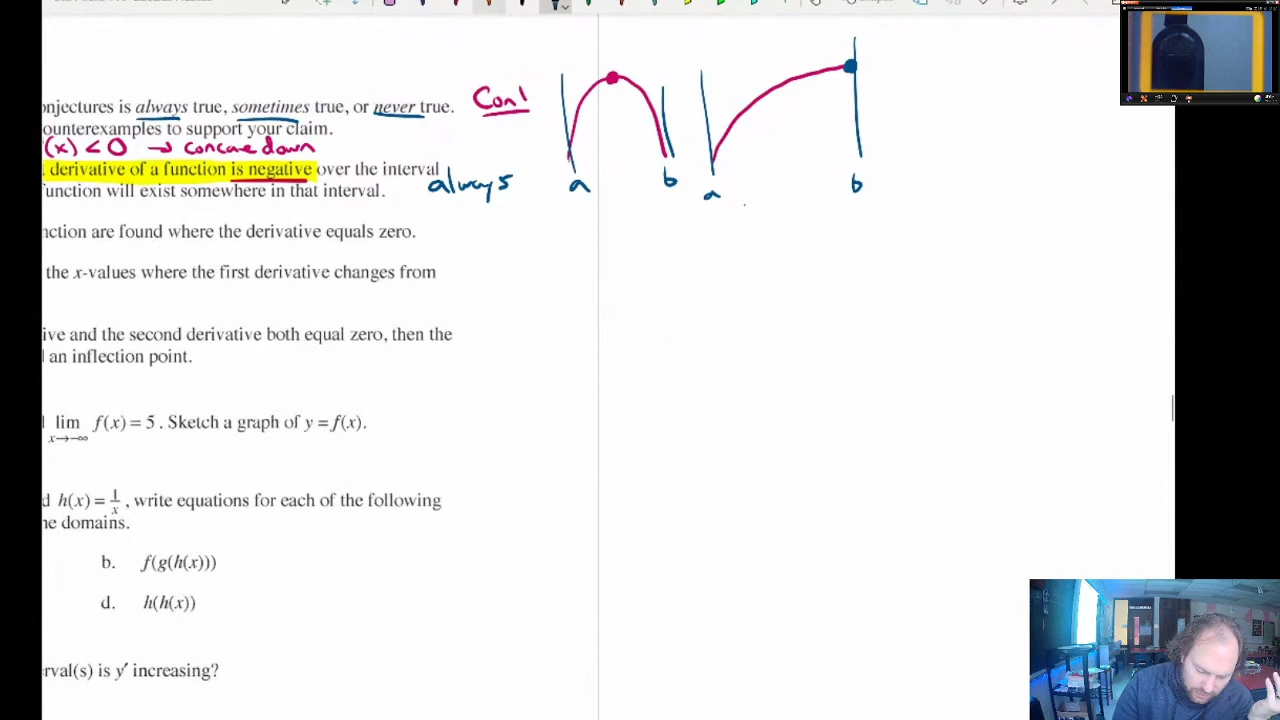 onjectures is always true, sometimes true, or never true.
ounterexamples to support your claim.
Con1
(x) < 0 → concave down
derivative of a function is negative over the interval
function will exist somewhere in that interval.
always
a
b
a
b
nction are found where the derivative equals zero.
the x-values where the first derivative changes from
ive and the second derivative both equal zero, then the
an inflection point.
lim f(x) = 5 . Sketch a graph of y = f(x).
x→−∞
d h(x) = 1/x , write equations for each of the following
ne domains.
b. f(g(h(x)))
d. h(h(x))
rval(s) is y′ increasing?